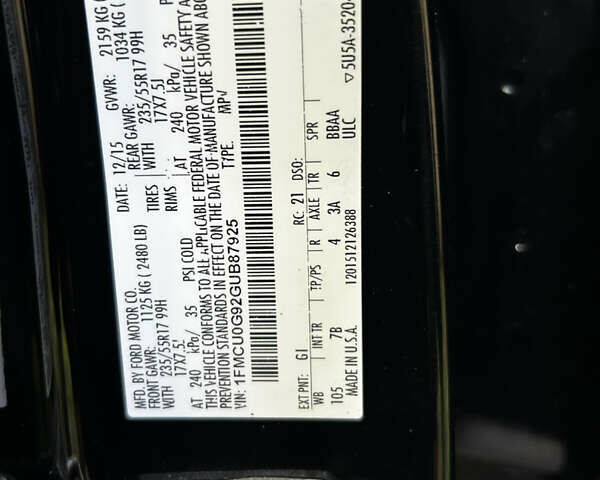 MFD. BY FORD MOTOR CO.
DATE: 12/15 GVWR: 2159 KG (
FRONT GAWR: 1125 KG ( 2480 LB) REAR GAWR: 1034 KG (
WITH 235/55R17 99H TIRES WITH 235/55R17 99H
17X7.5J RIMS 17X7.5J
AT 240 kPa/ 35 PSI COLD AT 240 kPa/ 35 P
THIS VEHICLE CONFORMS TO ALL APPLICABLE FEDERAL MOTOR VEHICLE SAFETY A
PREVENTION STANDARDS IN EFFECT ON THE DATE OF MANUFACTURE SHOWN ABOV
VIN: 1FMCU0G92GUB87925 TYPE: MPV
EXT PNT: G1 RC: 21 DSO:
WB INT TR TP/PS R AXLE TR SPR
105 7B 4 3A 6 BBAA
MADE IN U.S.A. 1201512126388 ULC ▽5U5A-3520